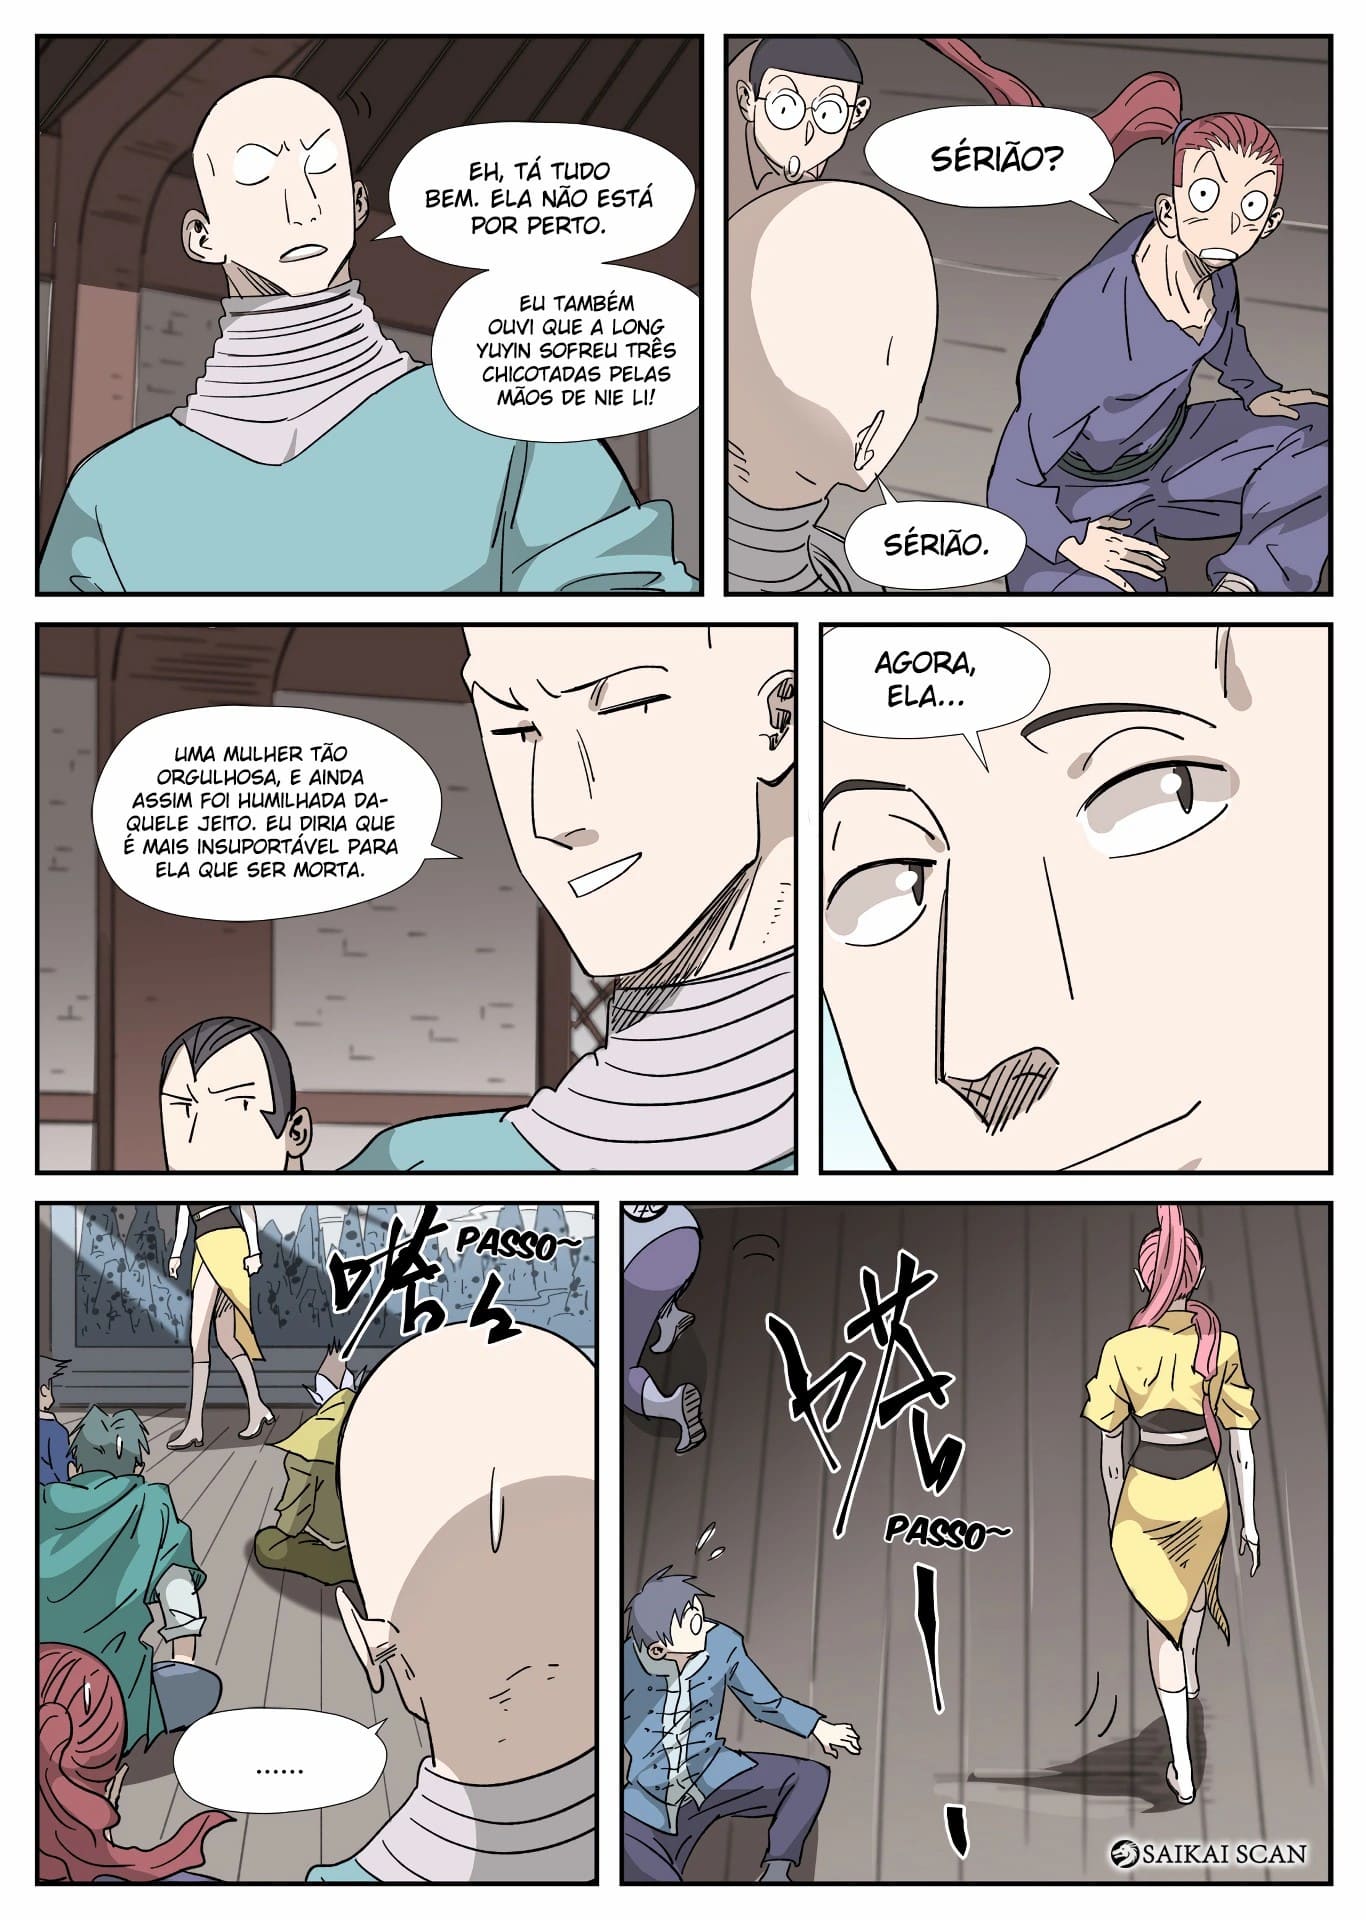 EH, TÁ TUDO
BEM. ELA NÃO ESTÁ
POR PERTO.
EU TAMBÉM
OUVI QUE A LONG
YUYIN SOFREU TRÊS
CHICOTADAS PELAS
MÃOS DE NIE LI!
SÉRIÃO?
SÉRIÃO.
UMA MULHER TÃO
ORGULHOSA, E AINDA
ASSIM FOI HUMILHADA DA-
QUELE JEITO. EU DIRIA QUE
É MAIS INSUPORTÁVEL PARA
ELA QUE SER MORTA.
AGORA,
ELA...
嗒
PASSO~
......
嗒
PASSO~
SAIKAI SCAN